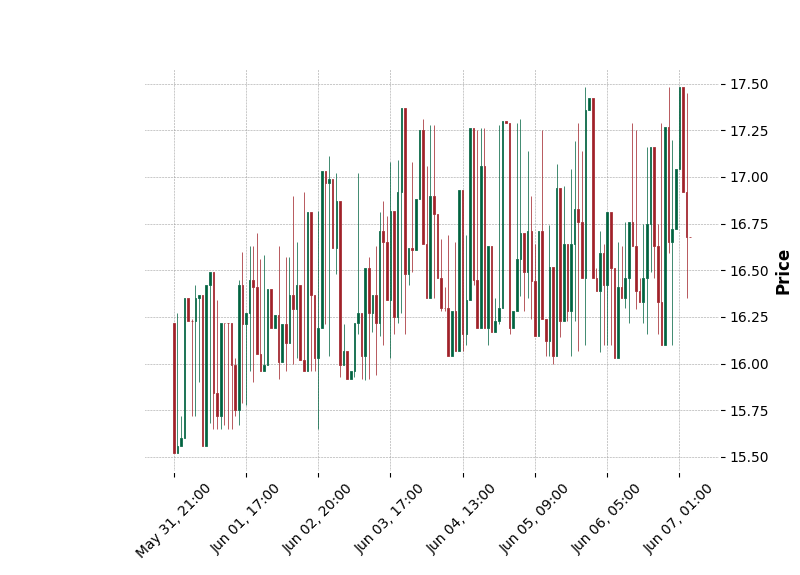 17.50
17.25
17.00
16.75
16.50
16.25
16.00
15.75
15.50
Price
May 31, 21:00
Jun 01, 17:00
Jun 02, 20:00
Jun 03, 17:00
Jun 04, 13:00
Jun 05, 09:00
Jun 06, 05:00
Jun 07, 01:00